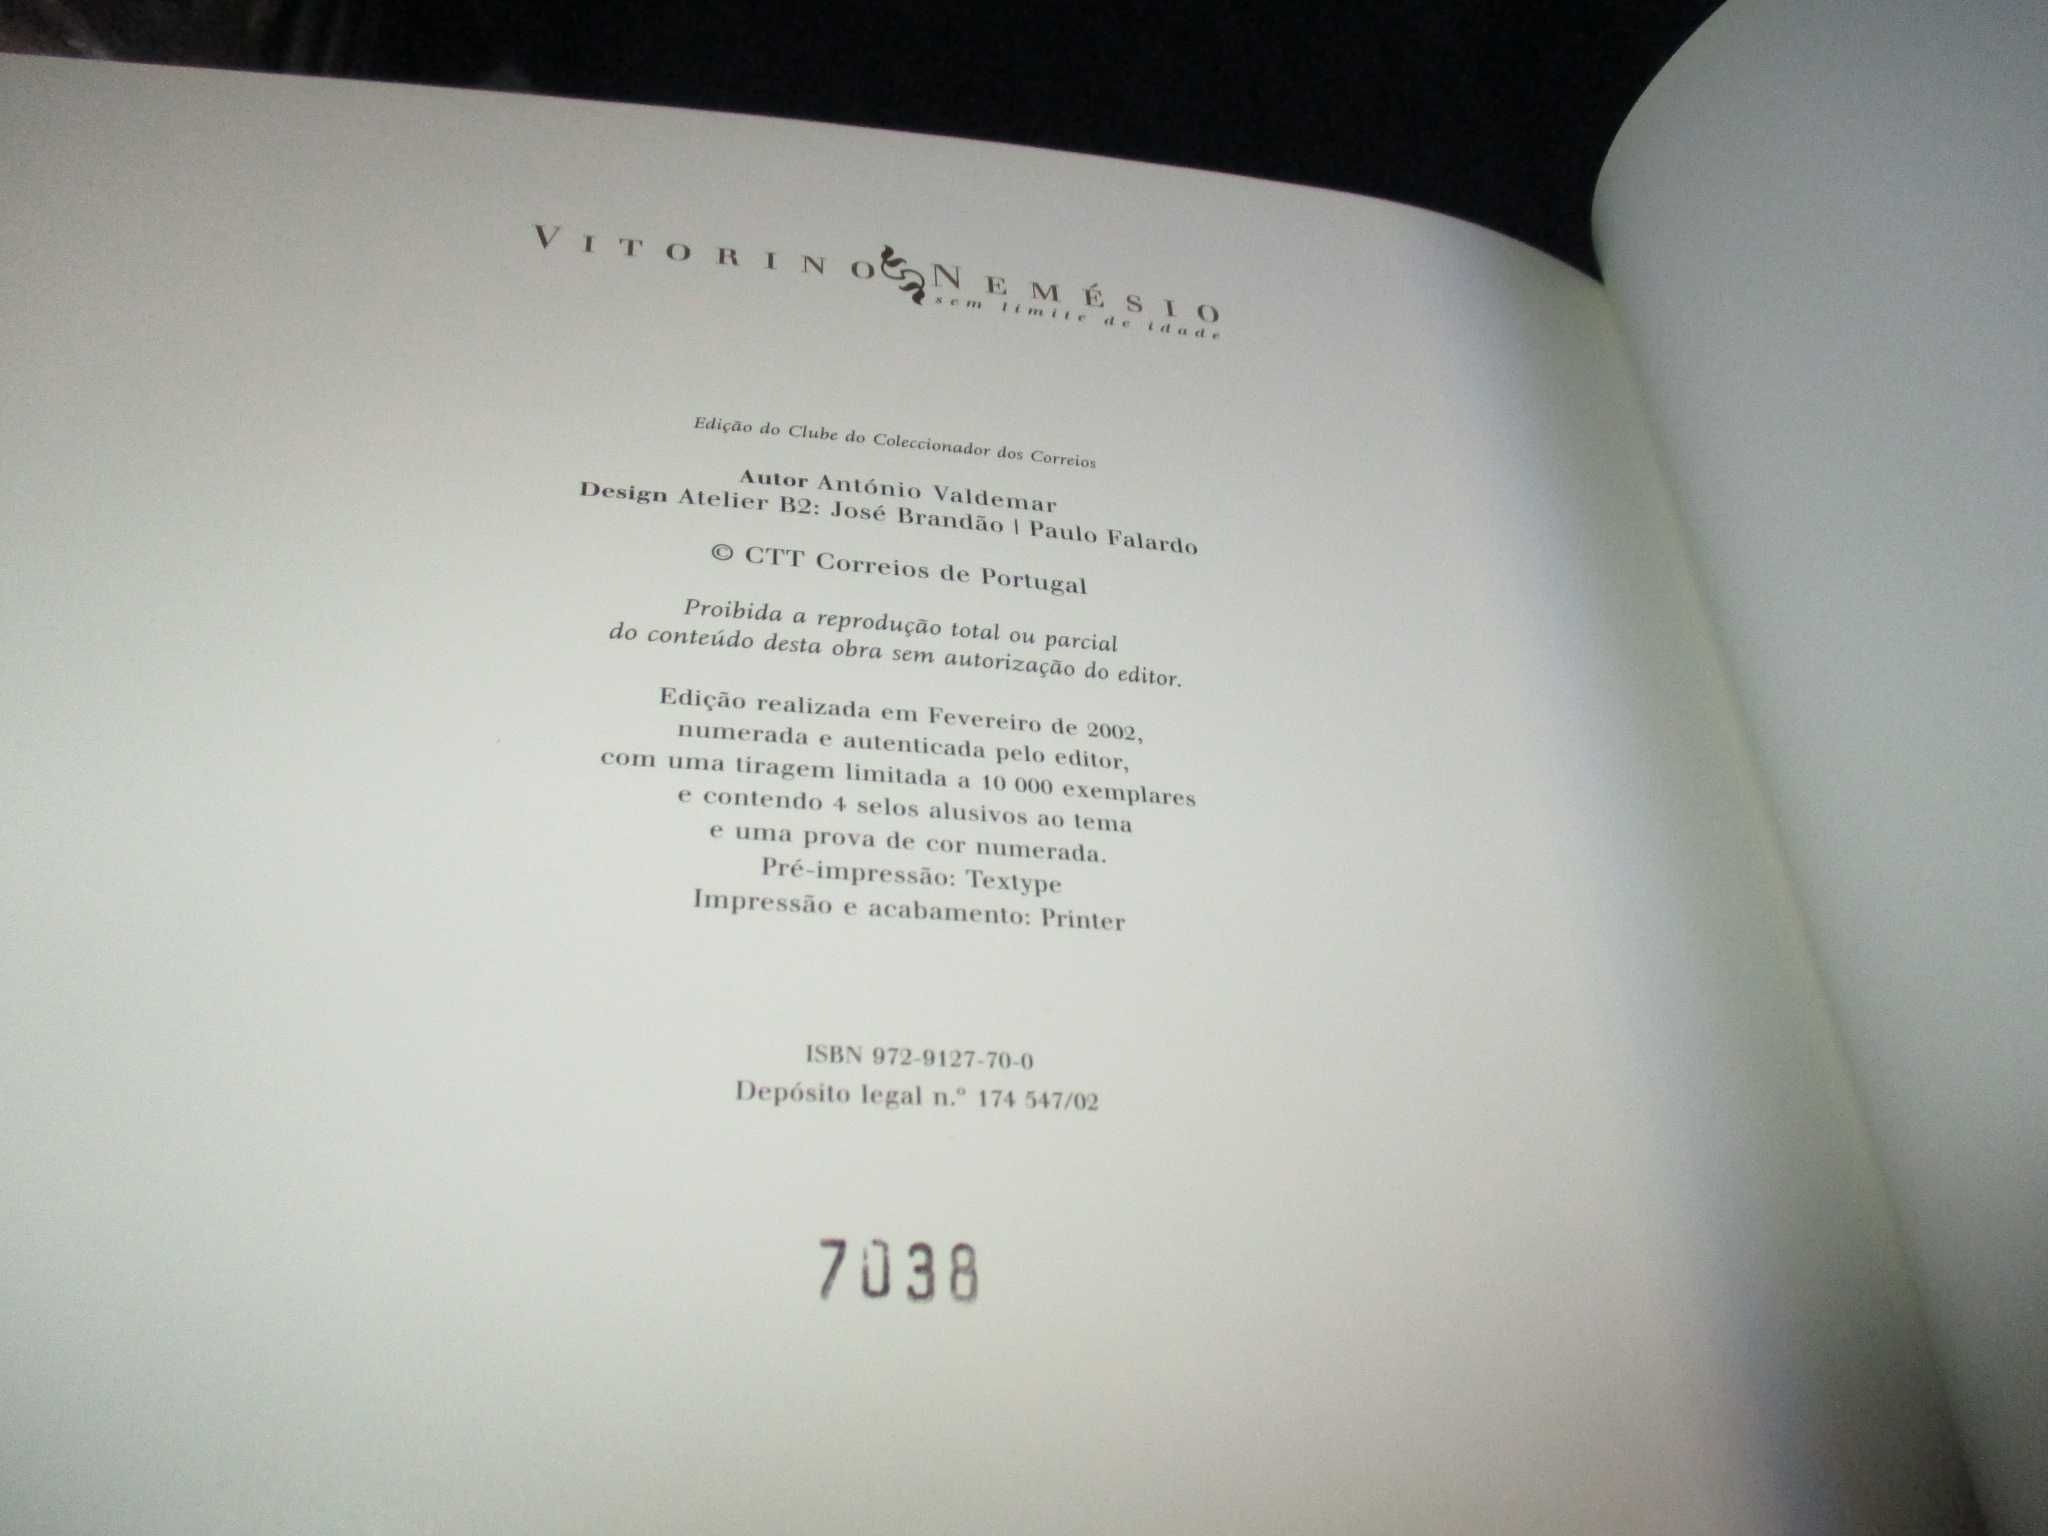 VITORINO NEMÉSIO
sem limite de idade
Edição do Clube do Coleccionador dos Correios
Autor António Valdemar
Design Atelier B2: José Brandão | Paulo Falardo
© CTT Correios de Portugal
Proibida a reprodução total ou parcial
do conteúdo desta obra sem autorização do editor.
Edição realizada em Fevereiro de 2002,
numerada e autenticada pelo editor,
com uma tiragem limitada a 10 000 exemplares
e contendo 4 selos alusivos ao tema
e uma prova de cor numerada.
Pré-impressão: Textype
Impressão e acabamento: Printer
ISBN 972-9127-70-0
Depósito legal n.º 174 547/02
7038